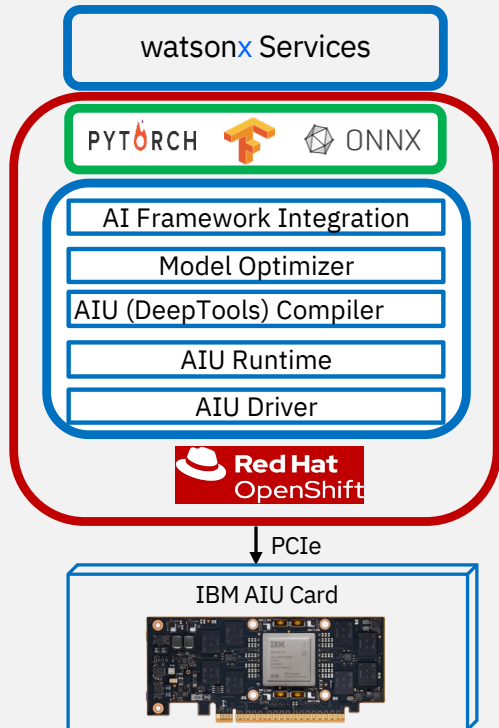 watsonx Services
PYTORCH ONNX
AI Framework Integration
Model Optimizer
AIU (DeepTools) Compiler
AIU Runtime
AIU Driver
Red Hat
OpenShift
PCIe
IBM AIU Card
IBM